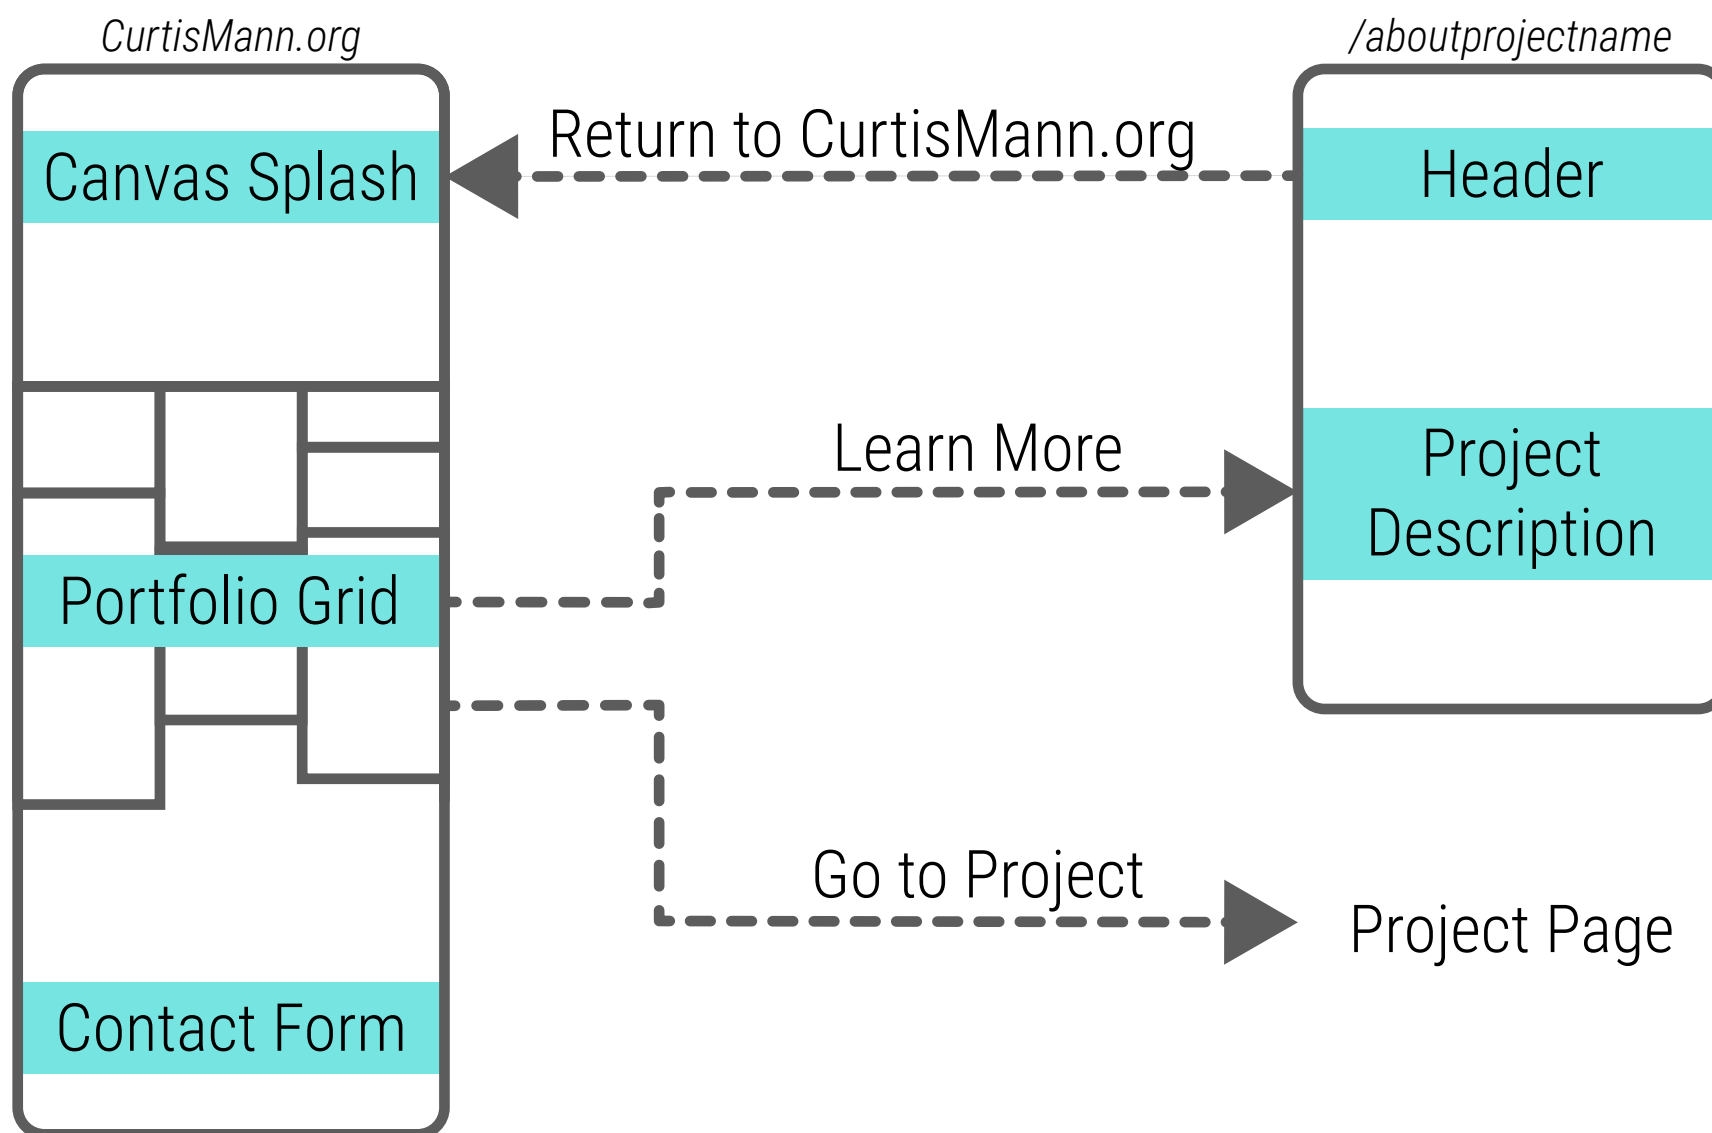 CurtisMann.org
/aboutprojectname
Return to CurtisMann.org
Canvas Splash
Header
Learn More
Project
Description
Portfolio Grid
Go to Project
Project Page
Contact Form